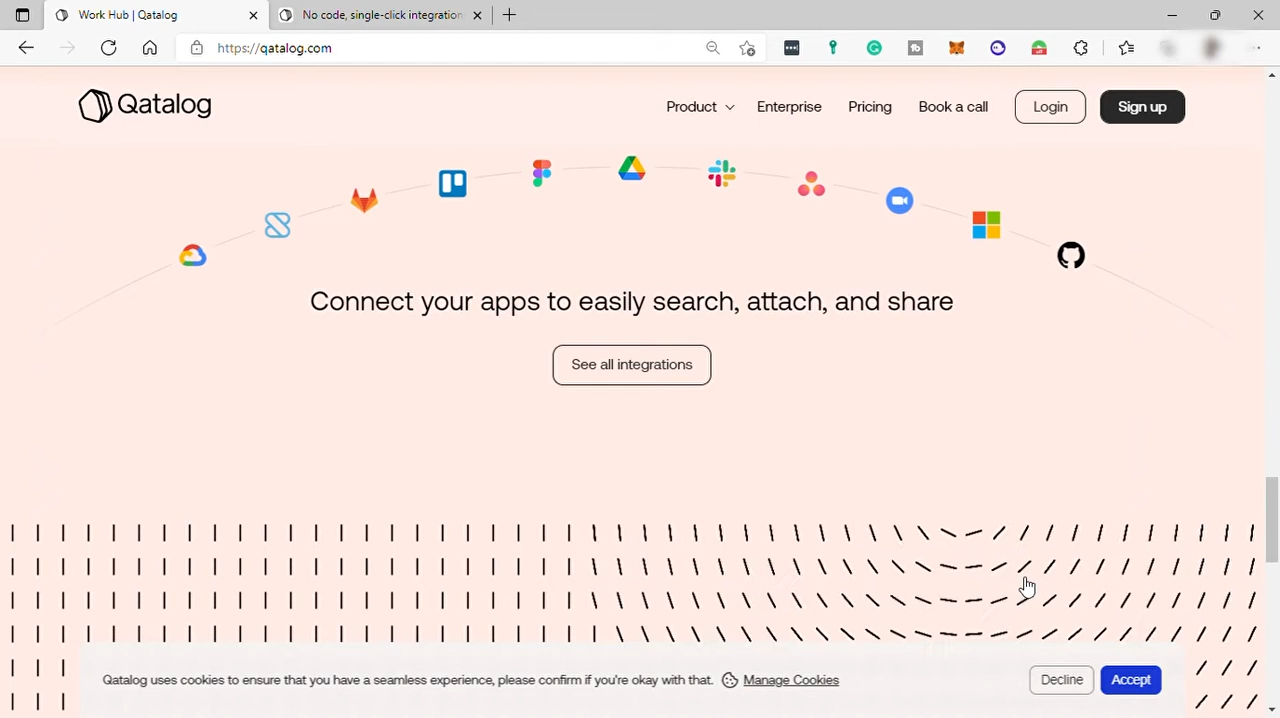 Work Hub | Qatalog
No code, single-click integration
https://qatalog.com
Qatalog
Product
Enterprise
Pricing
Book a call
Login
Sign up
Connect your apps to easily search, attach, and share
See all integrations
Qatalog uses cookies to ensure that you have a seamless experience, please confirm if you're okay with that.
Manage Cookies
Decline
Accept